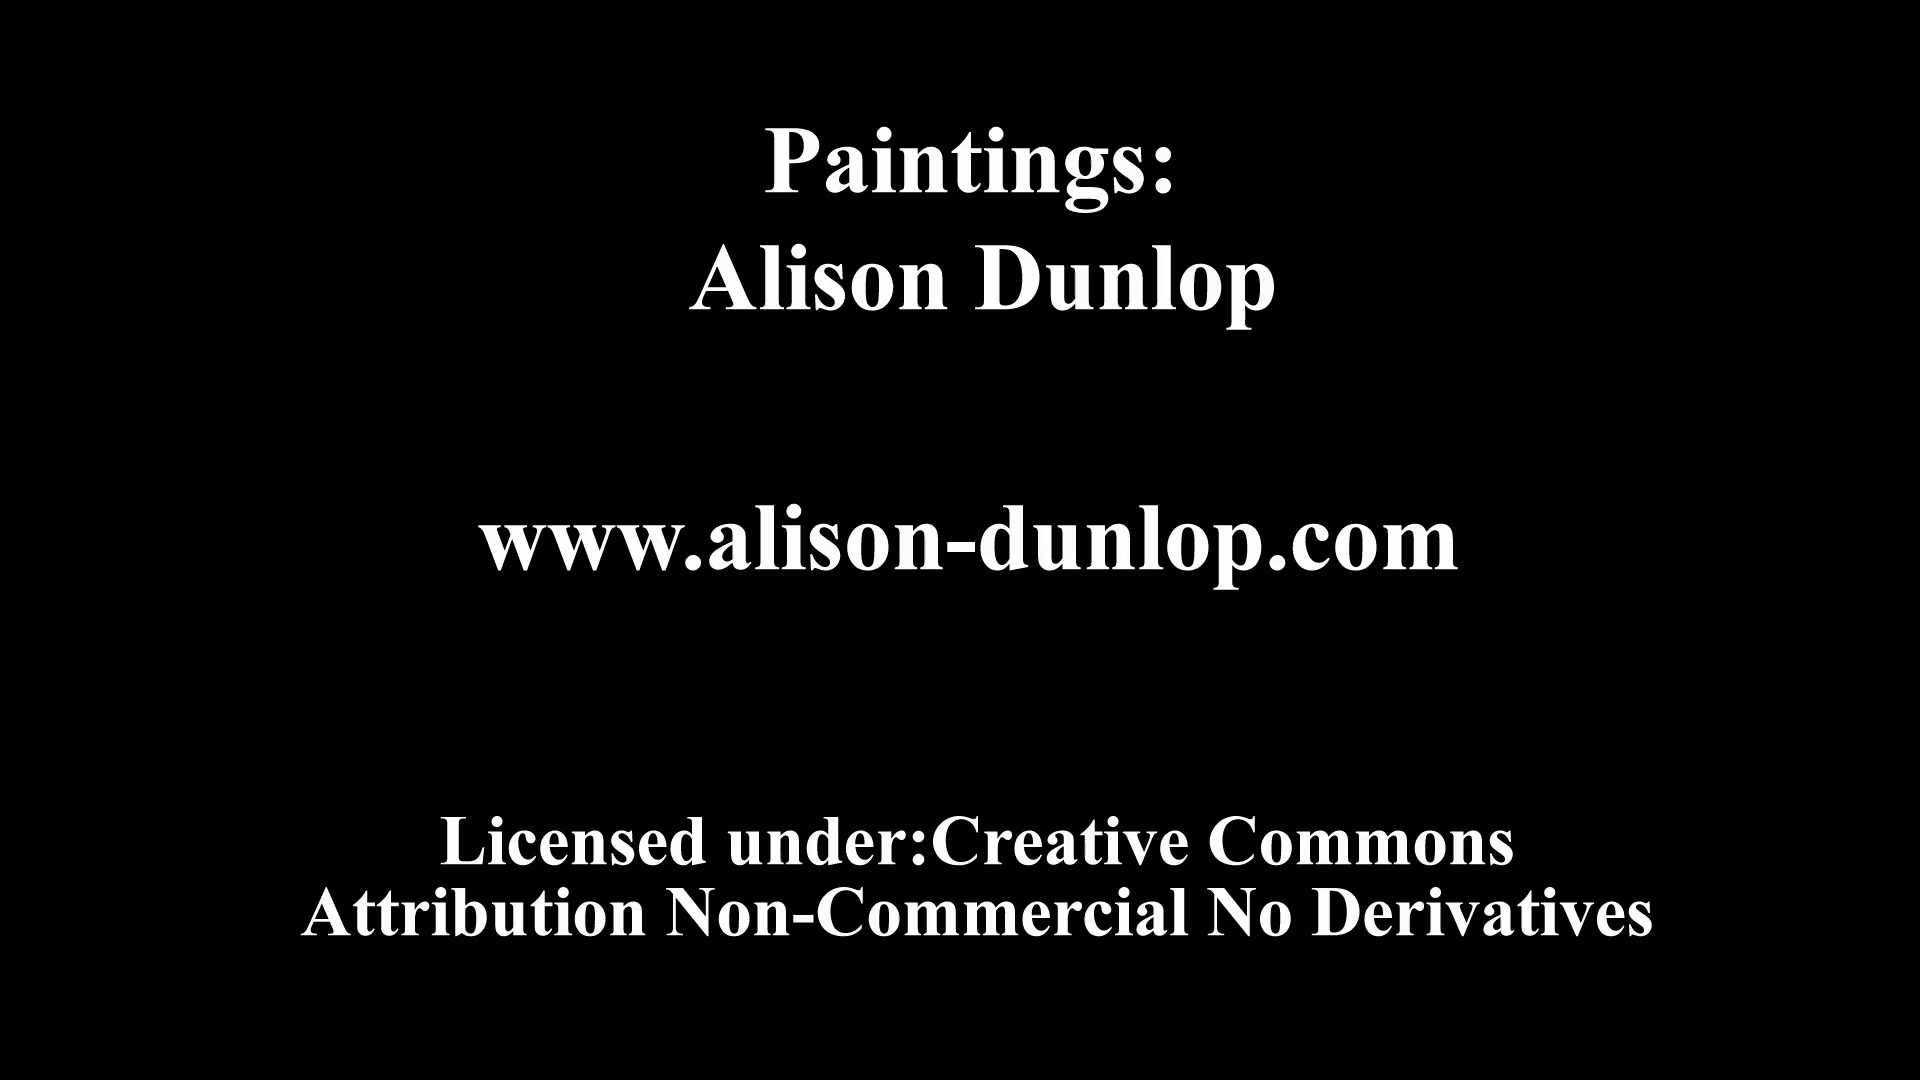 Paintings:
Alison Dunlop
www.alison-dunlop.com
Licensed under:Creative Commons
Attribution Non-Commercial No Derivatives